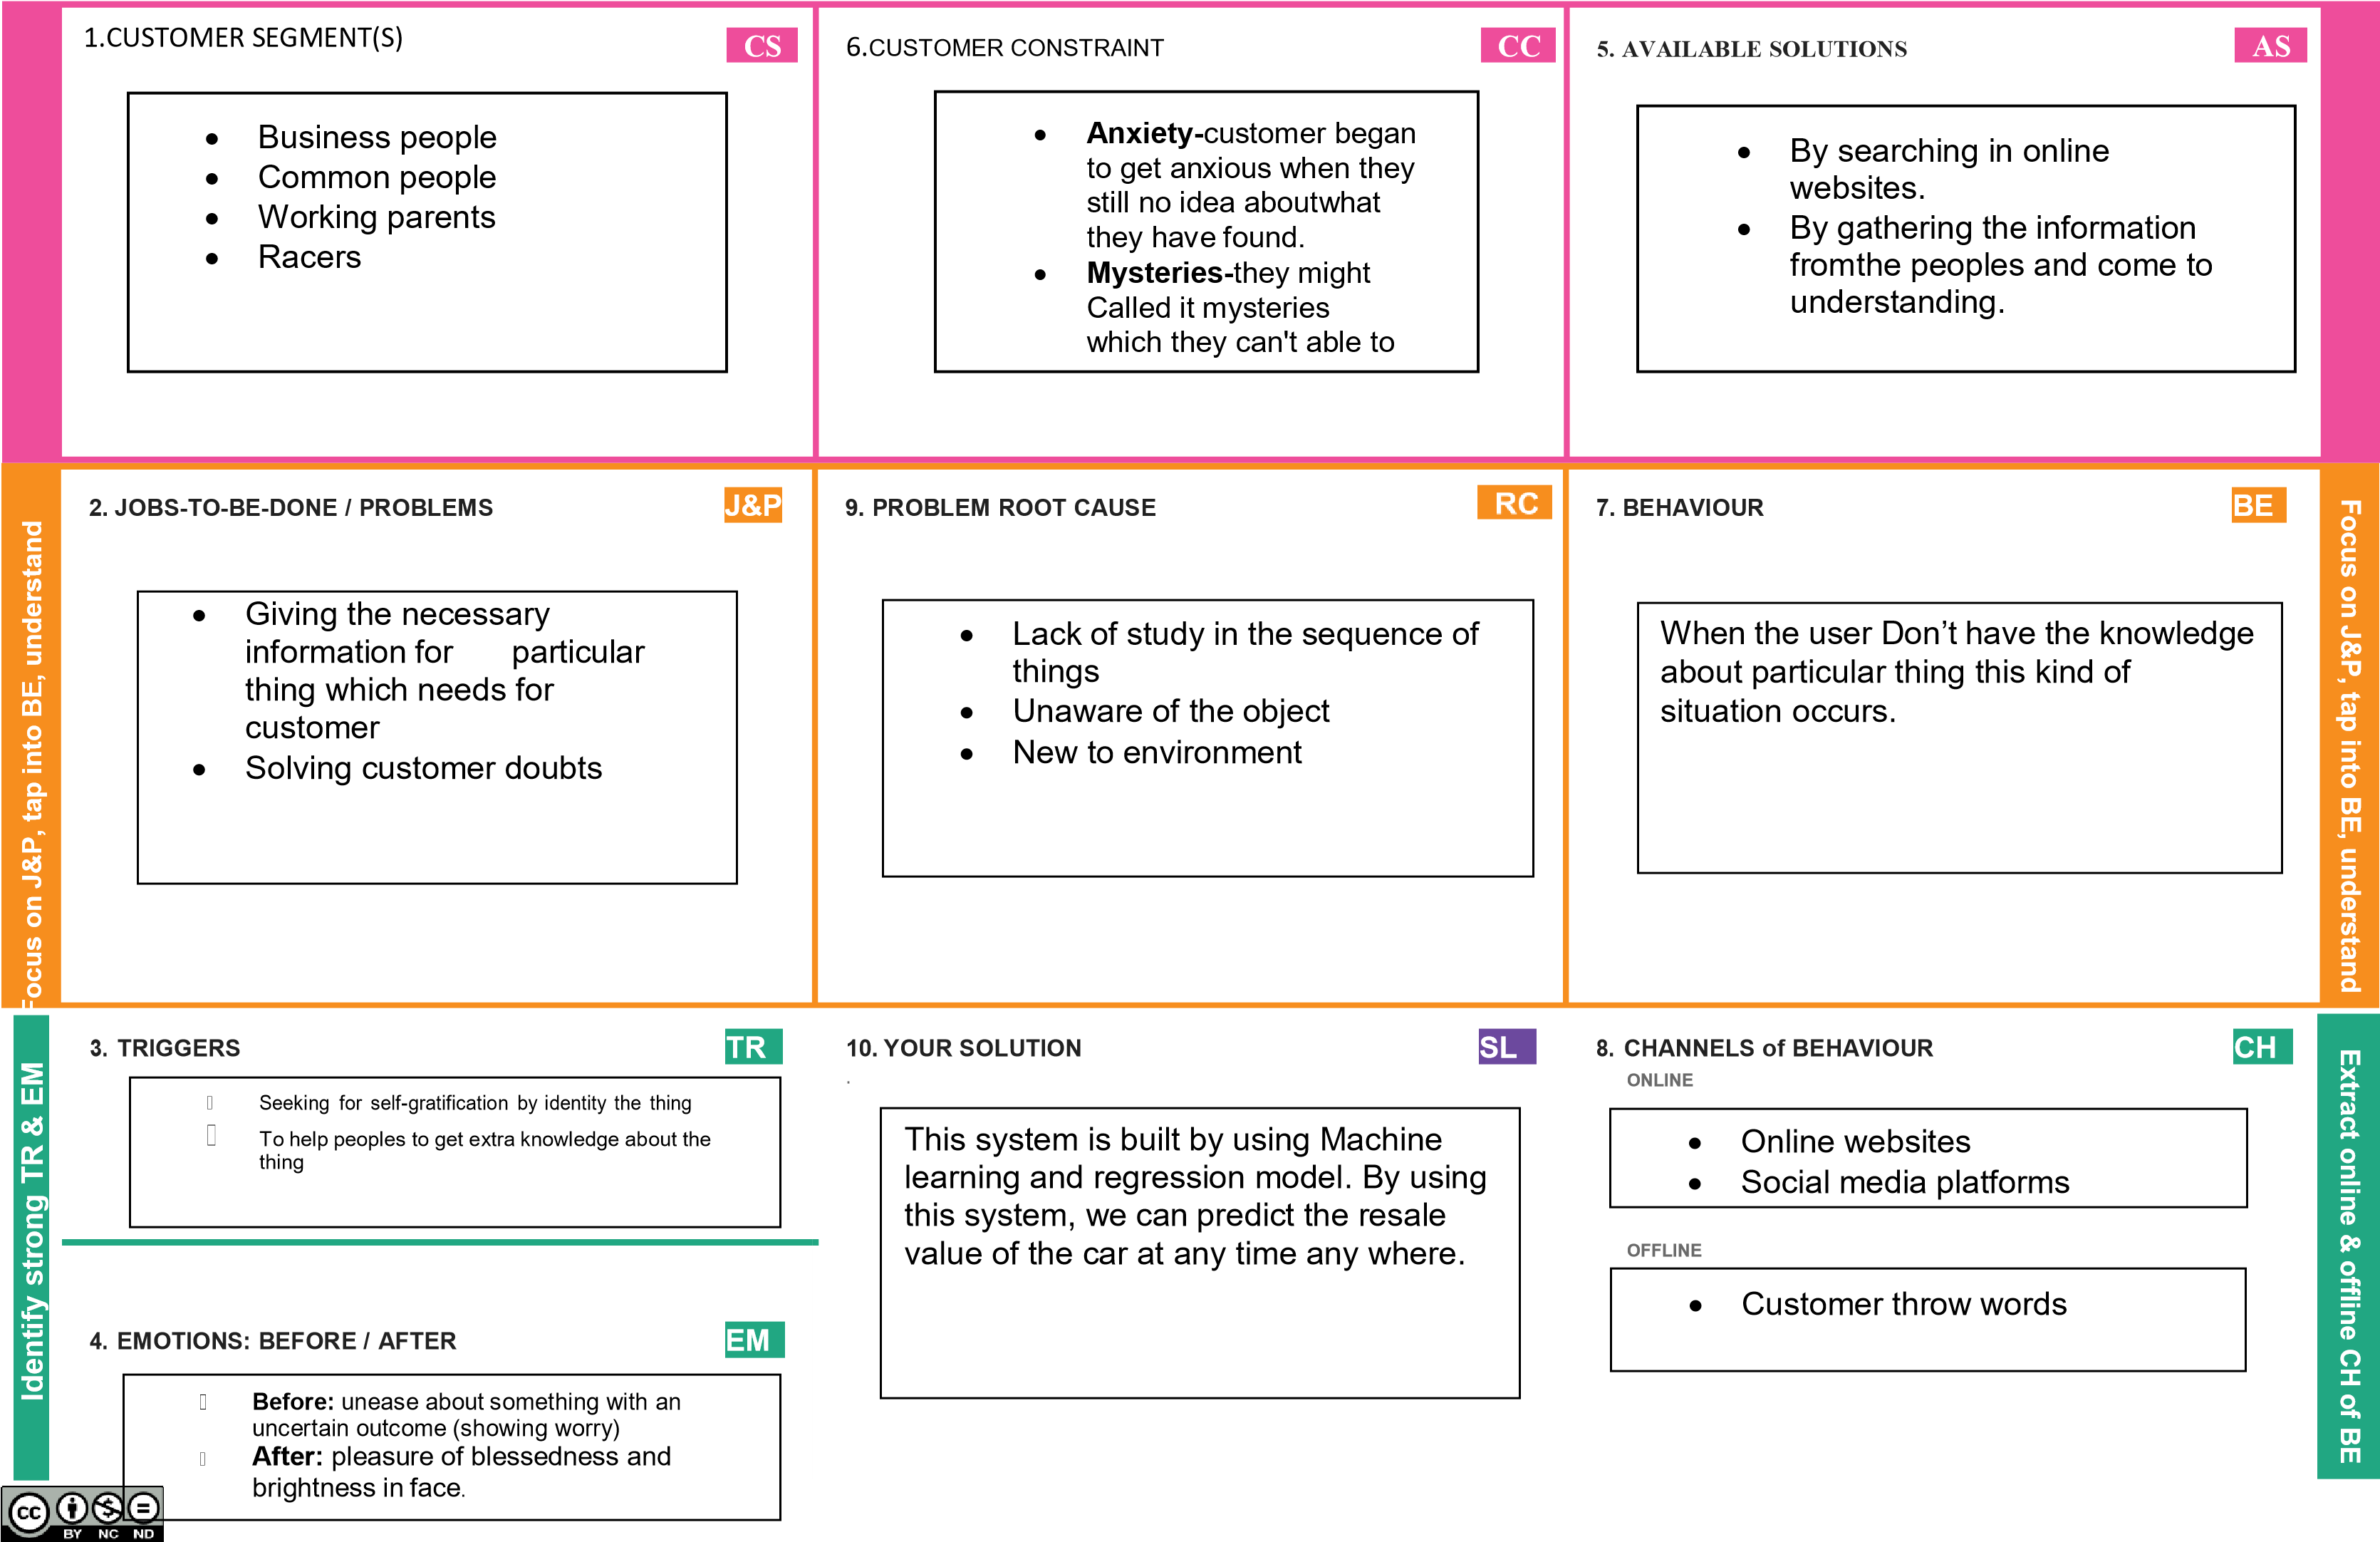 1.CUSTOMER SEGMENT(S)
CS
• Business people
• Common people
• Working parents
• Racers
6.CUSTOMER CONSTRAINT
CC
• Anxiety-customer began
to get anxious when they
still no idea aboutwhat
they have found.
• Mysteries-they might
Called it mysteries
which they can't able to
5. AVAILABLE SOLUTIONS
AS
• By searching in online
websites.
• By gathering the information
fromthe peoples and come to
understanding.
Focus on J&P, tap into BE, understand
2. JOBS-TO-BE-DONE / PROBLEMS
J&P
• Giving the necessary
information for particular
thing which needs for
customer
• Solving customer doubts
9. PROBLEM ROOT CAUSE
RC
• Lack of study in the sequence of
things
• Unaware of the object
• New to environment
7. BEHAVIOUR
BE
When the user Don’t have the knowledge
about particular thing this kind of
situation occurs.
Focus on J&P, tap into BE, understand
Identify strong TR & EM
3. TRIGGERS
TR
Seeking for self-gratification by identity the thing
To help peoples to get extra knowledge about the
thing
4. EMOTIONS: BEFORE / AFTER
EM
Before: unease about something with an
uncertain outcome (showing worry)
After: pleasure of blessedness and
brightness in face.
10. YOUR SOLUTION
SL
.
This system is built by using Machine
learning and regression model. By using
this system, we can predict the resale
value of the car at any time any where.
8. CHANNELS of BEHAVIOUR
CH
ONLINE
• Online websites
• Social media platforms
OFFLINE
• Customer throw words
Extract online & offline CH of BE
cc
BY NC ND